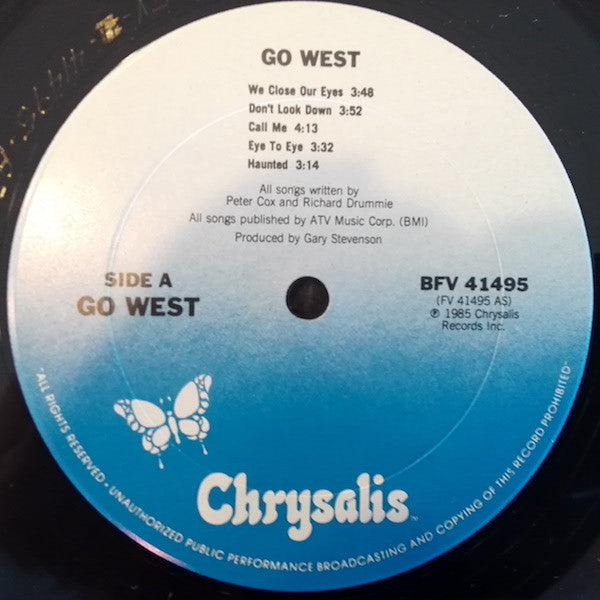 GO WEST
We Close Our Eyes 3:48
Don't Look Down 3:52
Call Me 4:13
Eye To Eye 3:32
Haunted 3:14
All songs written by
Peter Cox and Richard Drummie
All songs published by ATV Music Corp. (BMI)
Produced by Gary Stevenson
SIDE A
GO WEST
BFV 41495
(FV 41495 AS)
℗ 1985 Chrysalis
Records Inc.
Chrysalis™
"ALL RIGHTS RESERVED • UNAUTHORIZED PUBLIC PERFORMANCE BROADCASTING AND COPYING OF THIS RECORD PROHIBITED"